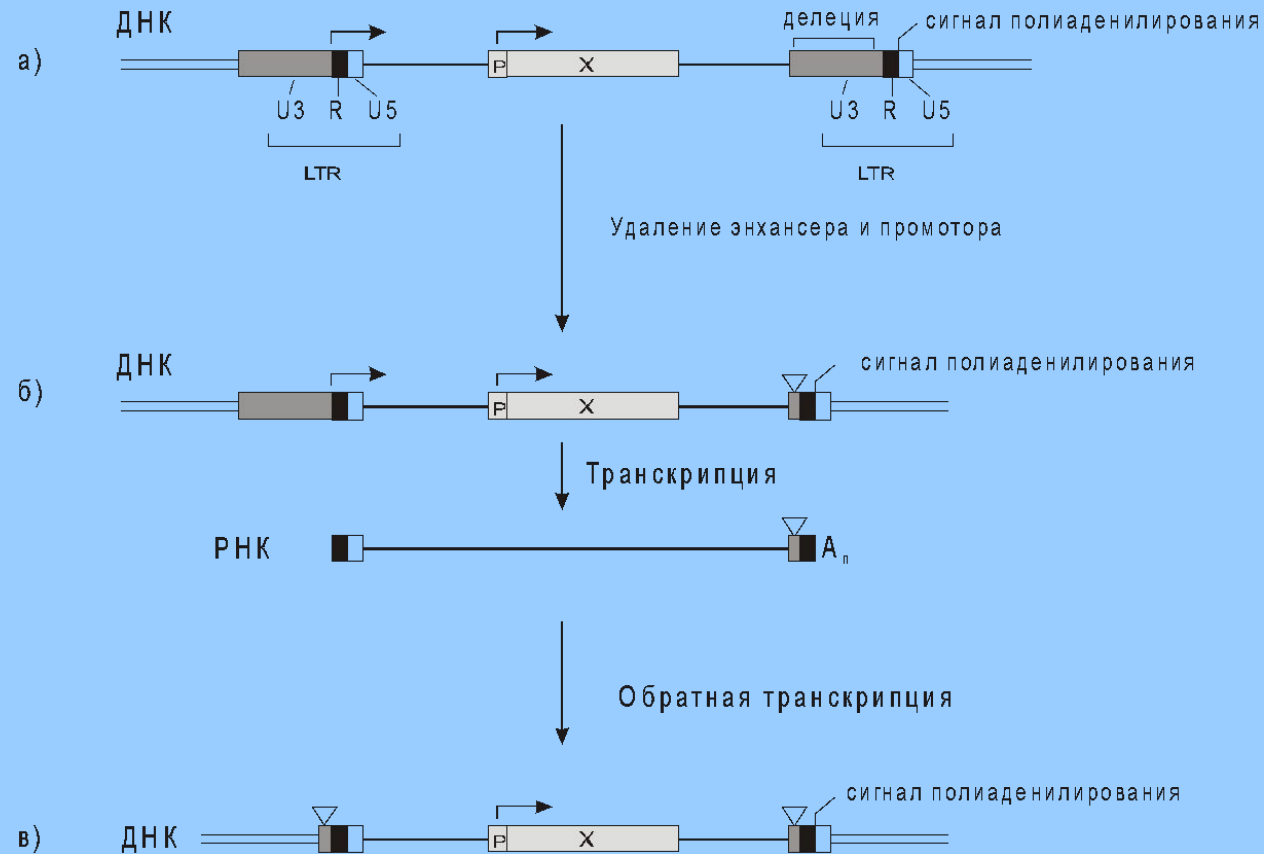 ДНК
делеция
сигнал полиаденилирования
а)
P X
U3 R U5 U3 R U5
LTR LTR
Удаление энхансера и промотора
ДНК
сигнал полиаденилирования
б)
P X
Транскрипция
РНК Aп
Обратная транскрипция
сигнал полиаденилирования
в) ДНК P X